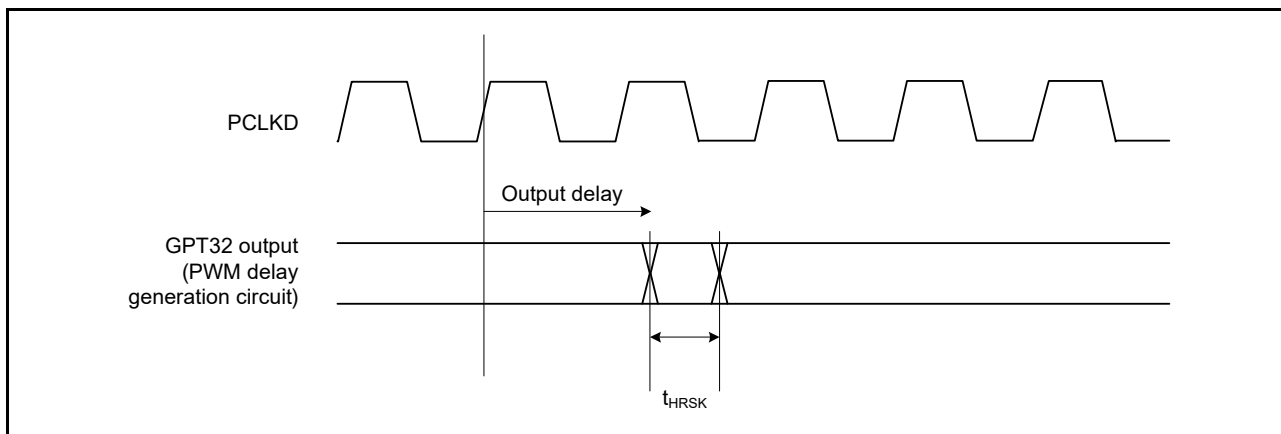 PCLKD
Output delay
GPT32 output
(PWM delay
generation circuit)
tHRSK